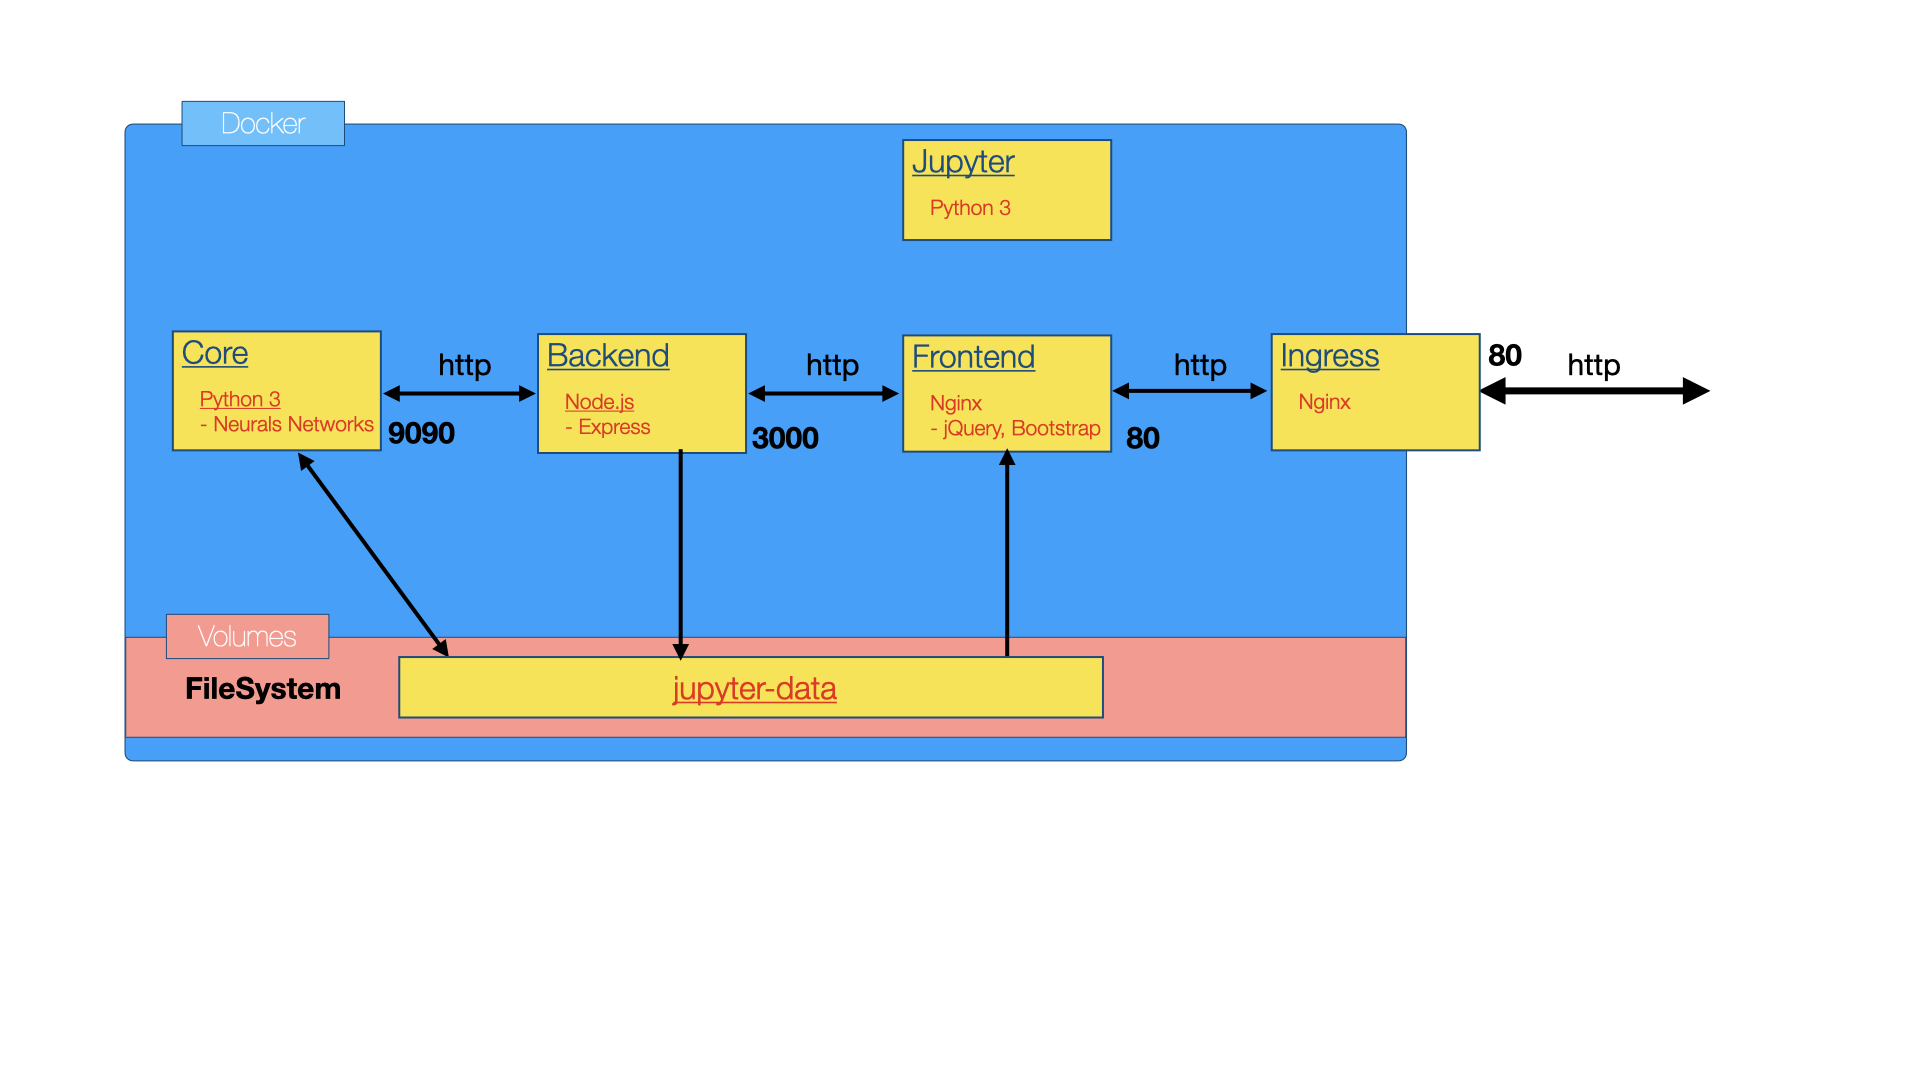 Docker
Jupyter
Python 3
Core
Python 3
- Neurals Networks
9090
http
Backend
Node.js
- Express
3000
http
Frontend
Nginx
- jQuery, Bootstrap
80
http
Ingress
Nginx
80
http
Volumes
FileSystem
jupyter-data